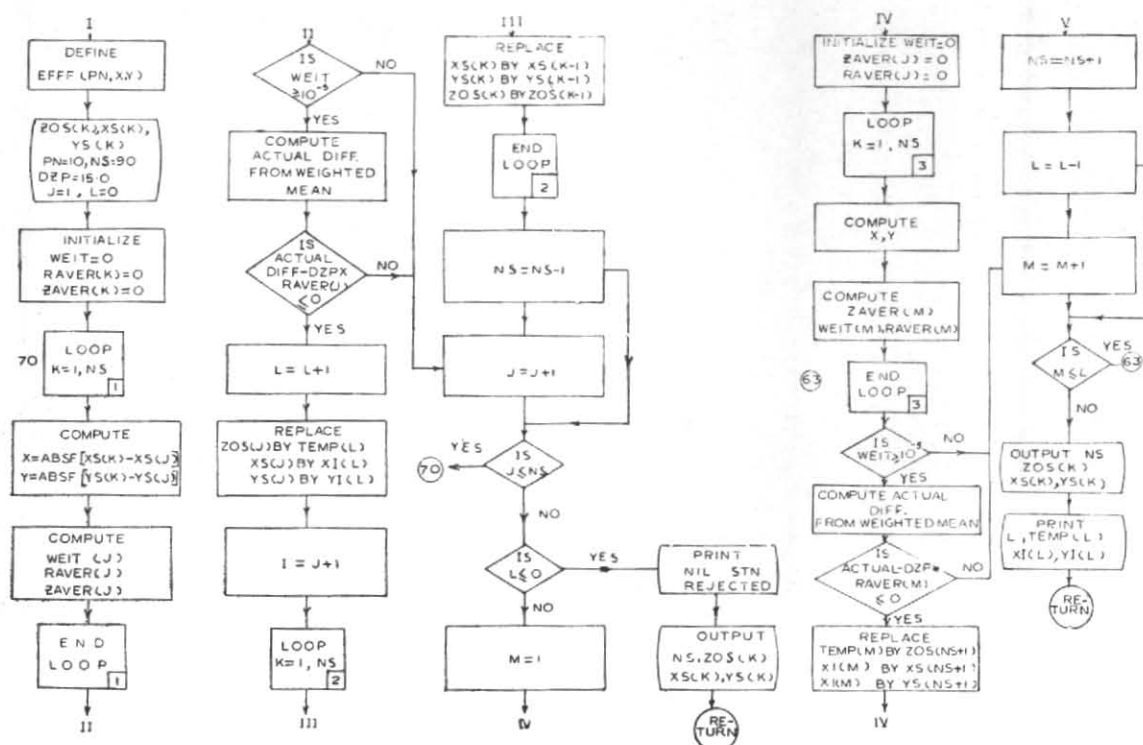 I
DEFINE
EFFF (PN,X,Y)
ZOS(K),XS(K),
YS(K)
PN=10, NS=90
DZP=15.0
J=1, L=0
INITIALIZE
WEIT=0
RAVER(K)=0
ZAVER(K)=0
70
LOOP
K=1, NS
1
COMPUTE
X=ABSF[XS(K)-XS(J)]
Y=ABSF[YS(K)-YS(J)]
COMPUTE
WEIT (J)
RAVER(J)
ZAVER(J)
END
LOOP
1
II
II
IS
WEIT
≥10⁻⁵
NO
YES
COMPUTE
ACTUAL DIFF.
FROM WEIGHTED
MEAN
IS
ACTUAL
DIFF-DZPX
RAVER(J)
≤0
NO
YES
L = L+1
REPLACE
ZOS(J) BY TEMP(L)
XS(J) BY XI(L)
YS(J) BY YI(L)
I = J+1
LOOP
K=1, NS
2
III
III
REPLACE
XS(K) BY XS(K-1)
YS(K) BY YS(K-1)
ZOS(K) BY ZOS(K-1)
END
LOOP
2
NS=NS-1
J=J+1
YES
70
IS
J≤NS
NO
IS
L≤0
YES
NO
M=1
IV
PRINT
NIL STN
REJECTED
OUTPUT
NS,ZOS(K)
XS(K),YS(K)
RE-
TURN
IV
INITIALIZE WEIT=0
ZAVER(J) = 0
RAVER(J) = 0
LOOP
K=1, NS
3
COMPUTE
X,Y
COMPUTE
ZAVER(M)
WEIT(M),RAVER(M)
63
END
LOOP
3
IS
WEIT≥10⁻⁵
NO
YES
COMPUTE ACTUAL
DIFF.
FROM WEIGHTED MEAN
IS
ACTUAL-DZP*
RAVER(M)
≤0
NO
YES
REPLACE
TEMP(M) BY ZOS(NS+1)
XI(M) BY XS(NS+1)
XI(M) BY YS(NS+1)
IV
V
NS=NS+1
L = L-1
M = M+1
IS
M≤L
YES
63
NO
OUTPUT NS
ZOS(K)
XS(K),YS(K)
PRINT
L,TEMP(L)
XI(L),YI(L)
RE-
TURN